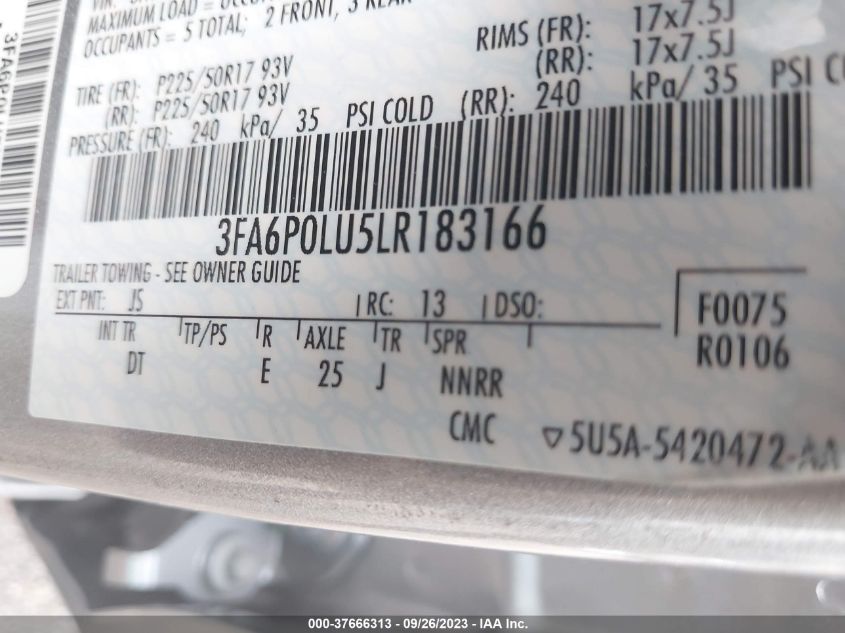 MAXIMUM LOAD = OCCU
OCCUPANTS = 5 TOTAL; 2 FRONT, 3 REAR
TIRE (FR): P225/50R17 93V RIMS (FR): 17x7.5J
(RR): P225/50R17 93V (RR): 17x7.5J
PRESSURE (FR): 240 kPa/ 35 PSI COLD (RR): 240 kPa/ 35 PSI CO
3FA6P0LU5LR183166
TRAILER TOWING - SEE OWNER GUIDE
EXT PNT: JS RC: 13 DSO: F0075
INT TR TP/PS R AXLE TR SPR R0106
DT E 25 J NNRR
CMC ▽5U5A-5420472-AA
000-37666313 - 09/26/2023 - IAA Inc.